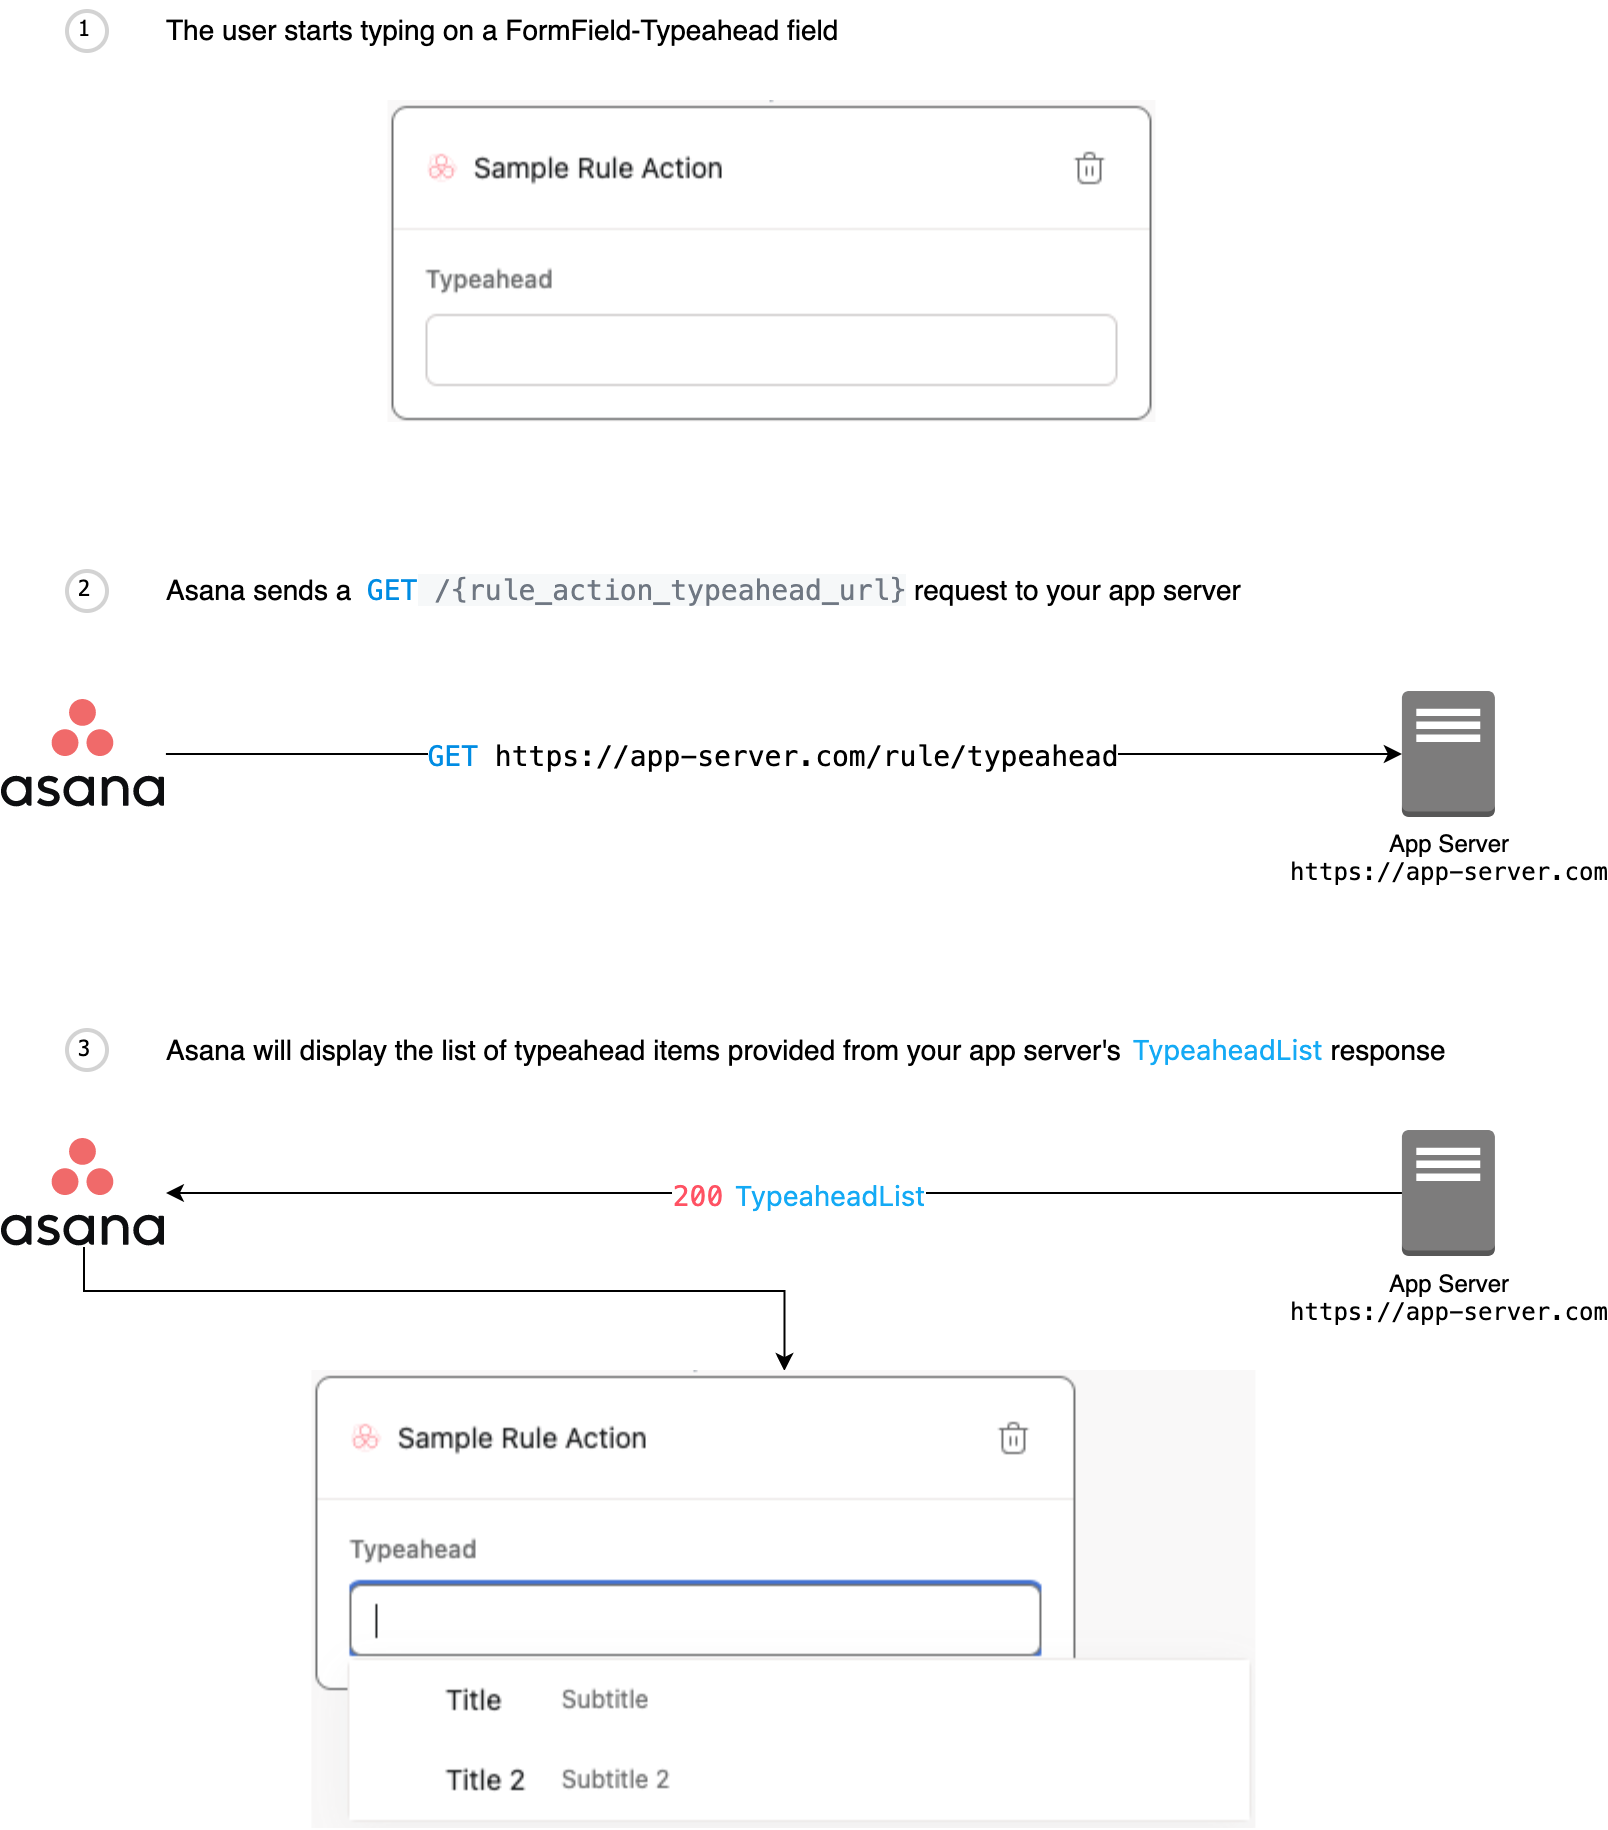 1
The user starts typing on a FormField-Typeahead field
Sample Rule Action
Typeahead
2
Asana sends a GET /{rule_action_typeahead_url} request to your app server
asana
GET https://app-server.com/rule/typeahead
App Server
https://app-server.com
3
Asana will display the list of typeahead items provided from your app server's TypeaheadList response
asana
200 TypeaheadList
App Server
https://app-server.com
Sample Rule Action
Typeahead
Title Subtitle
Title 2 Subtitle 2